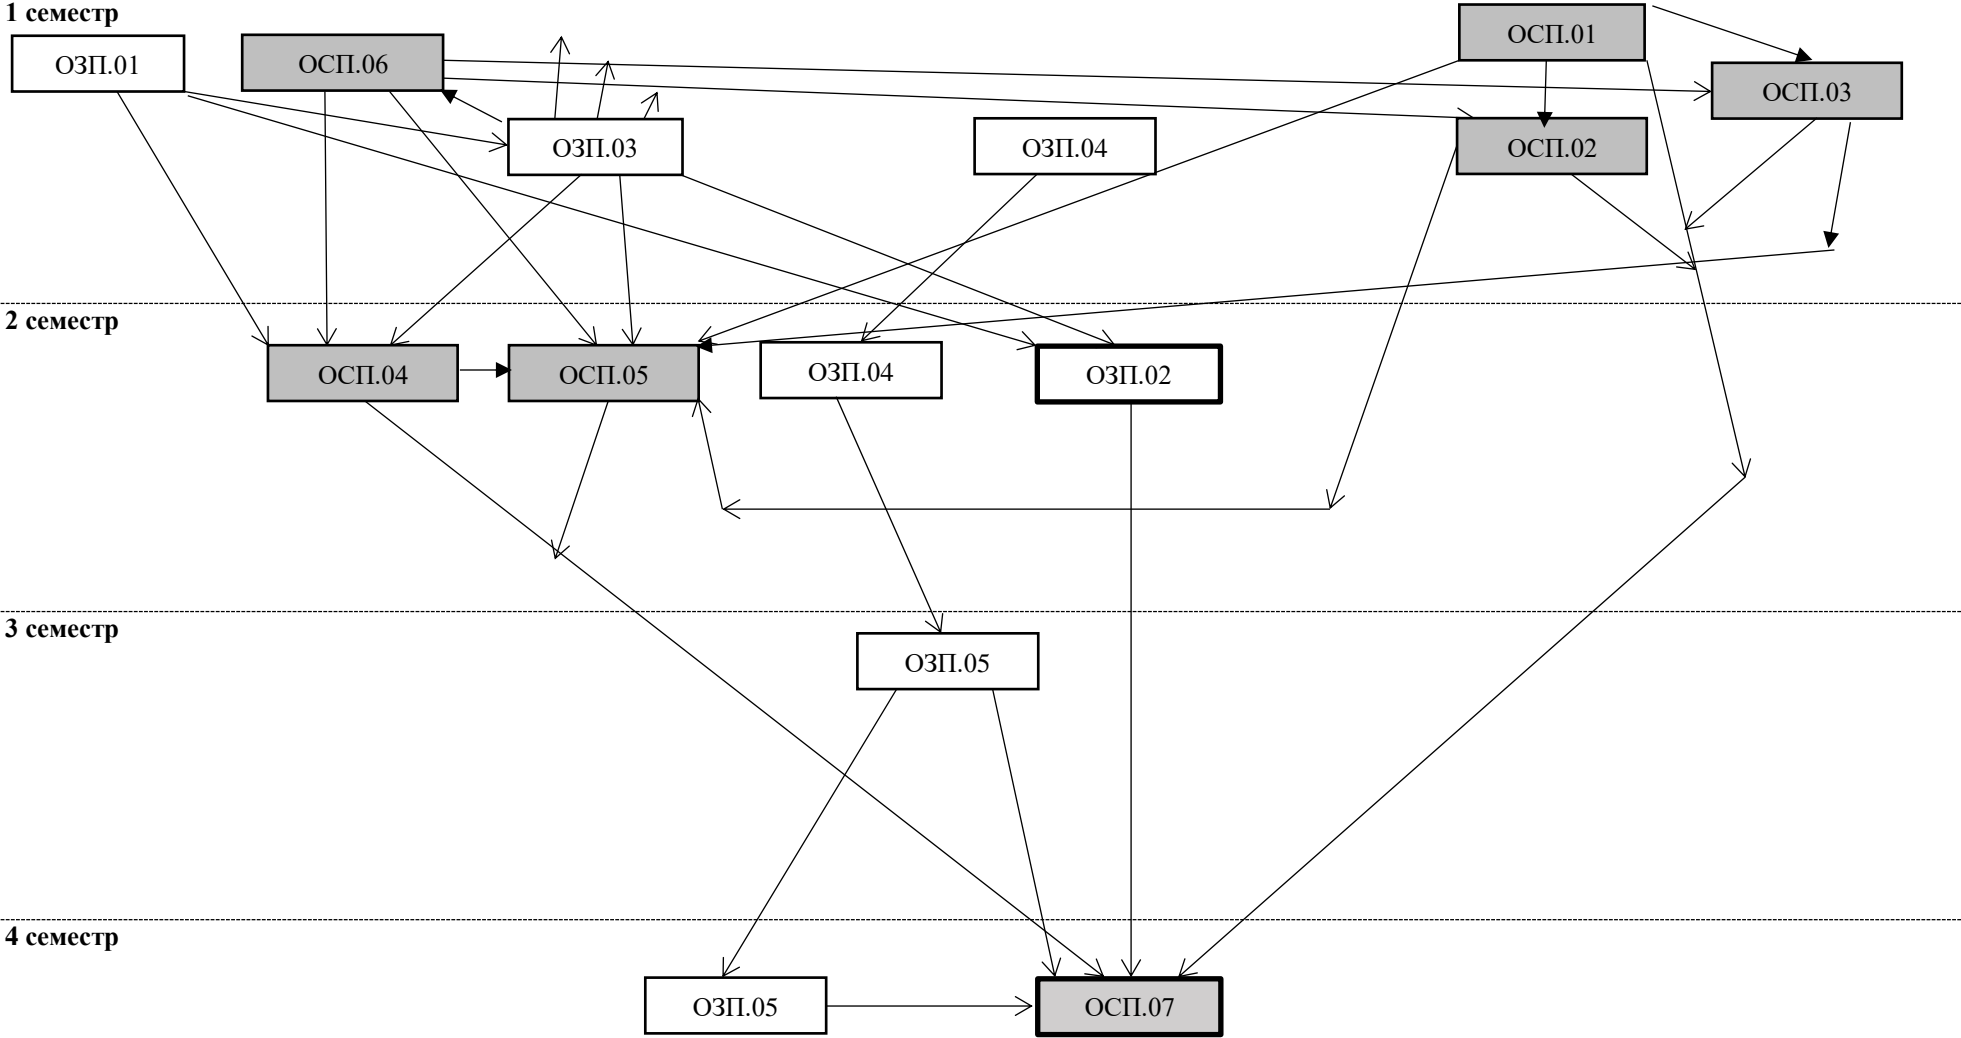 1 семестр
ОЗП.01
ОСП.06
ОСП.01
ОСП.03
ОЗП.03
ОЗП.04
ОСП.02
2 семестр
ОСП.04
ОСП.05
ОЗП.04
ОЗП.02
3 семестр
ОЗП.05
4 семестр
ОЗП.05
ОСП.07